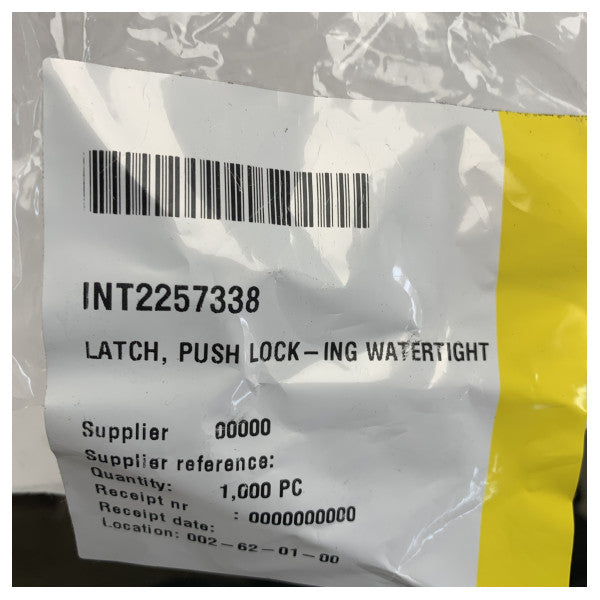 INT2257338
LATCH, PUSH LOCK-ING WATERTIGHT
Supplier 00000
Supplier reference:
Quantity: 1,000 PC
Receipt nr : 0000000000
Receipt date:
Location: 002-62-01-00